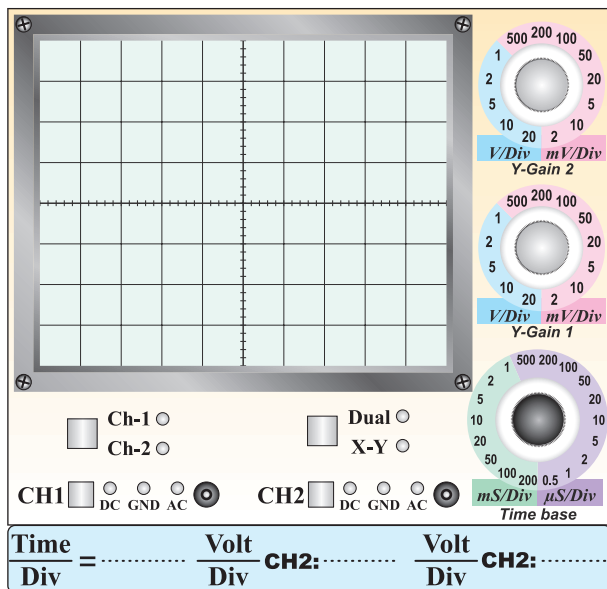 500 200 100
1 50
2 20
5 10
10 20 2
V/Div mV/Div
Y-Gain 2
500 200 100
1 50
2 20
5 10
10 20 2
V/Div mV/Div
Y-Gain 1
1 500 200 100
2 50
5 20
10 10
20 5
50 2
100 200 0.5 1
mS/Div µS/Div
Time base
Ch-1
Ch-2
Dual
X-Y
CH1 DC GND AC
CH2 DC GND AC
Time/Div = ............ Volt/Div CH2: ............ Volt/Div CH2: ............